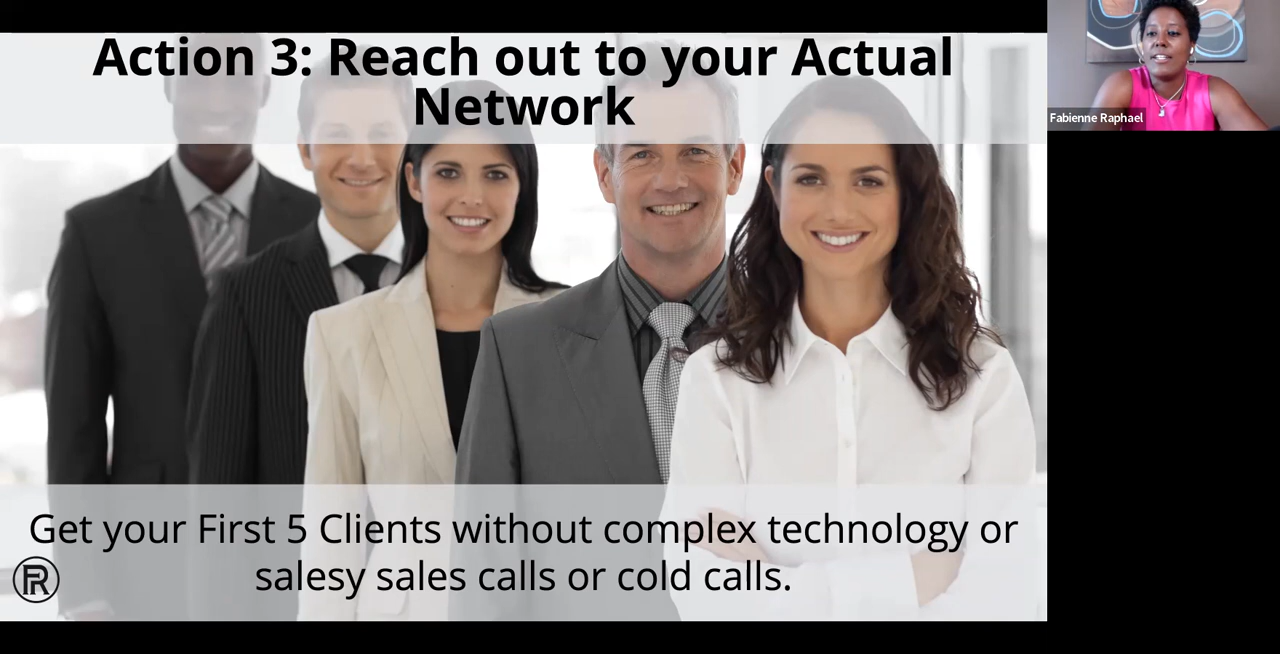 Action 3: Reach out to your Actual
Network
Fabienne Raphael
Get your First 5 Clients without complex technology or
salesy sales calls or cold calls.